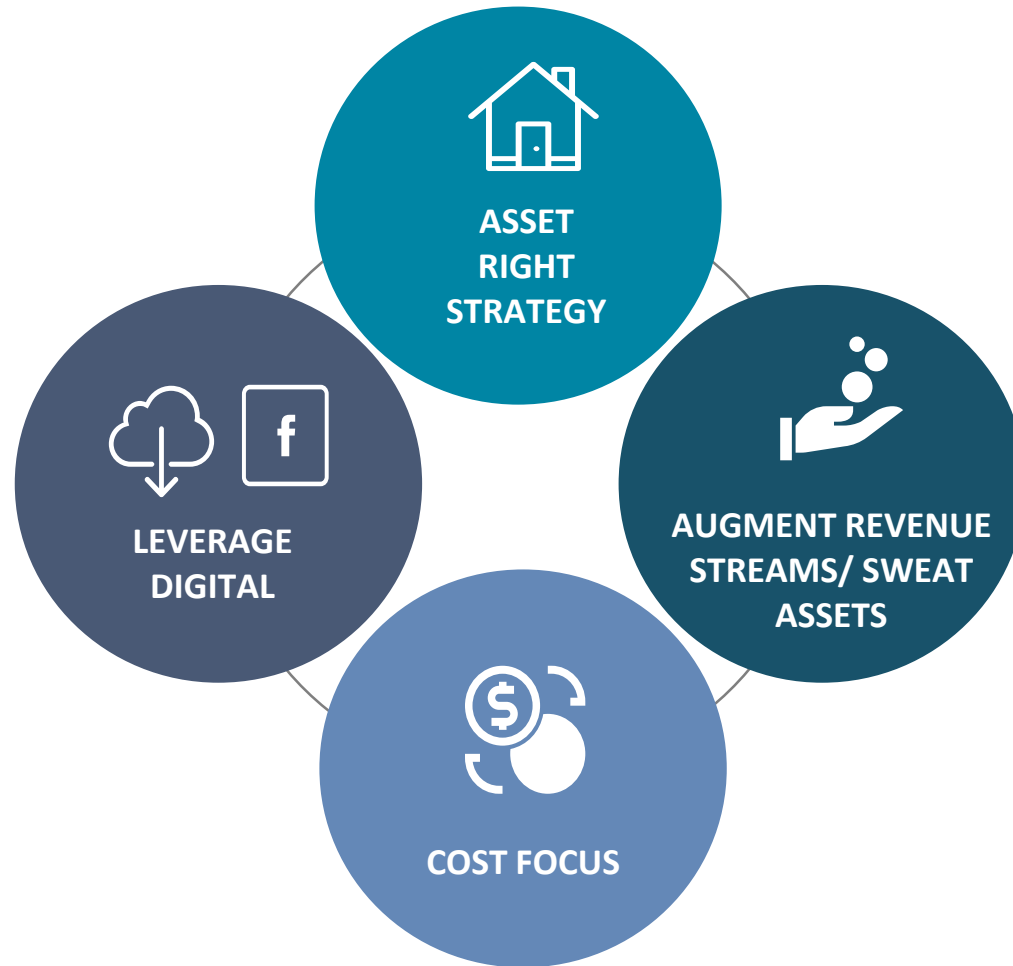 ASSET
RIGHT
STRATEGY
AUGMENT REVENUE
STREAMS/ SWEAT
ASSETS
f
LEVERAGE
DIGITAL
$
COST FOCUS